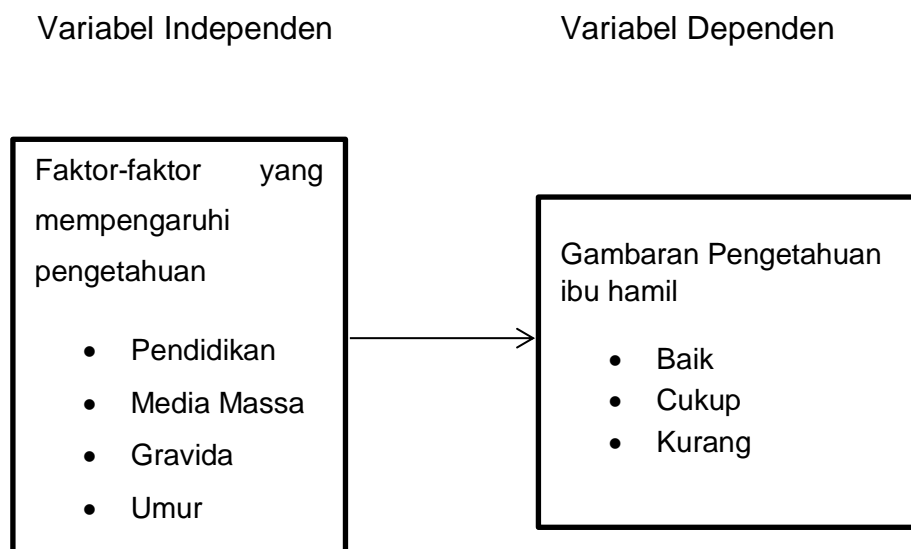 Variabel Independen
Variabel Dependen
Faktor-faktor yang
mempengaruhi
pengetahuan
• Pendidikan
• Media Massa
• Gravida
• Umur
Gambaran Pengetahuan
ibu hamil
• Baik
• Cukup
• Kurang